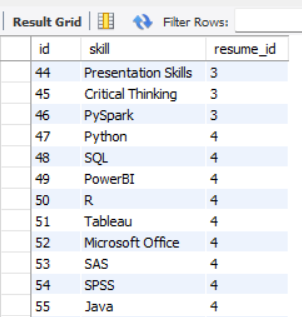 Result Grid Filter Rows:
id skill resume_id
44 Presentation Skills 3
45 Critical Thinking 3
46 PySpark 3
47 Python 4
48 SQL 4
49 PowerBI 4
50 R 4
51 Tableau 4
52 Microsoft Office 4
53 SAS 4
54 SPSS 4
55 Java 4